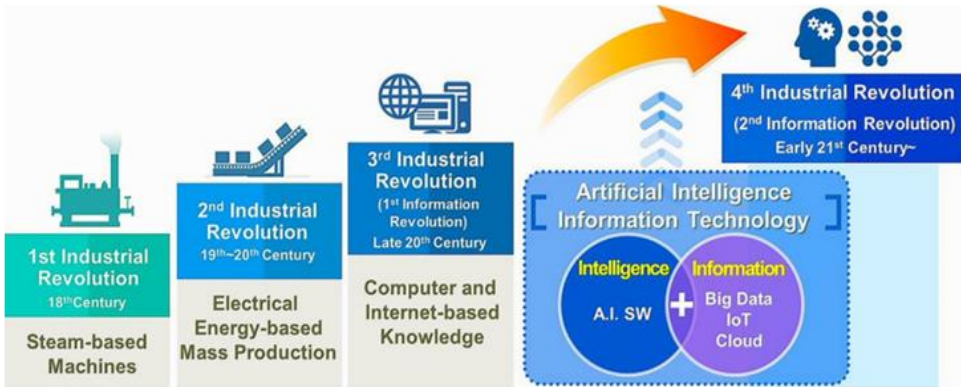 1st Industrial
Revolution
18thCentury
Steam-based
Machines
2nd Industrial
Revolution
19th~20th Century
Electrical
Energy-based
Mass Production
3rd Industrial
Revolution
(1st Information
Revolution)
Late 20th Century
Computer and
Internet-based
Knowledge
4th Industrial Revolution
(2nd Information Revolution)
Early 21st Century~
Artificial Intelligence
Information Technology
Intelligence
A.I. SW
+
Information
Big Data
IoT
Cloud